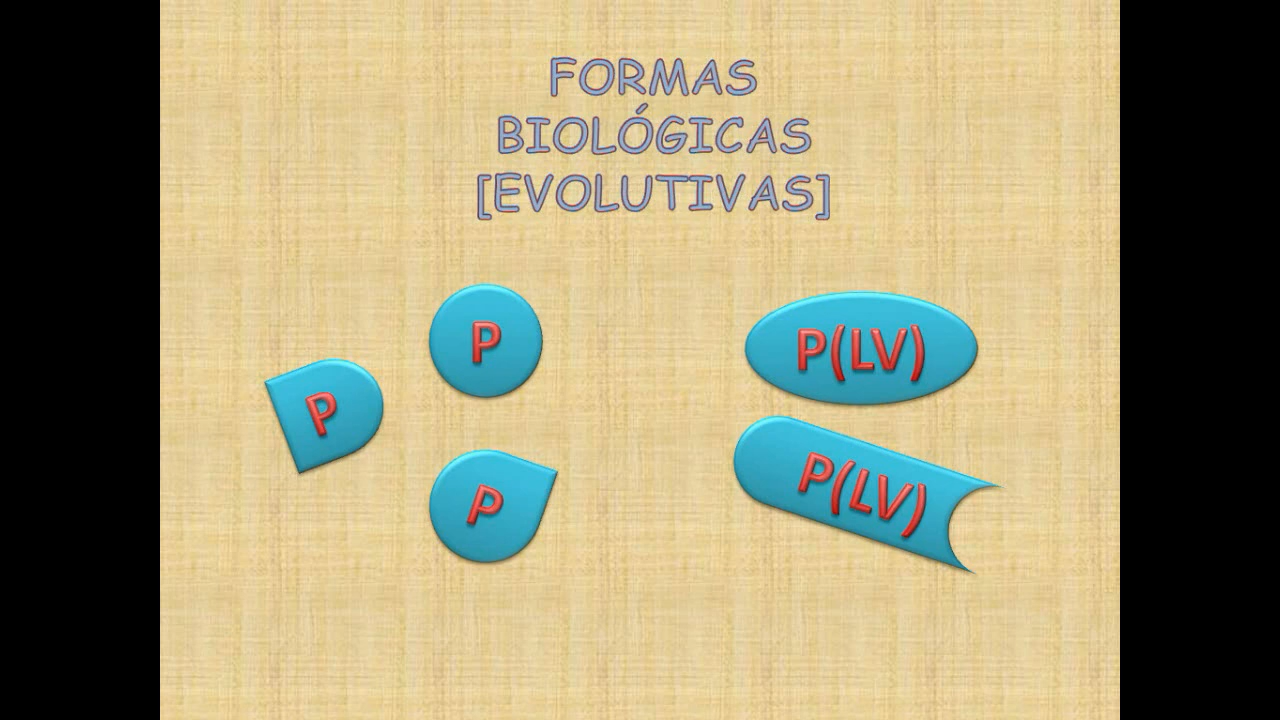 FORMAS
BIOLÓGICAS
[EVOLUTIVAS]
P
P(LV)
P
P(LV)
P